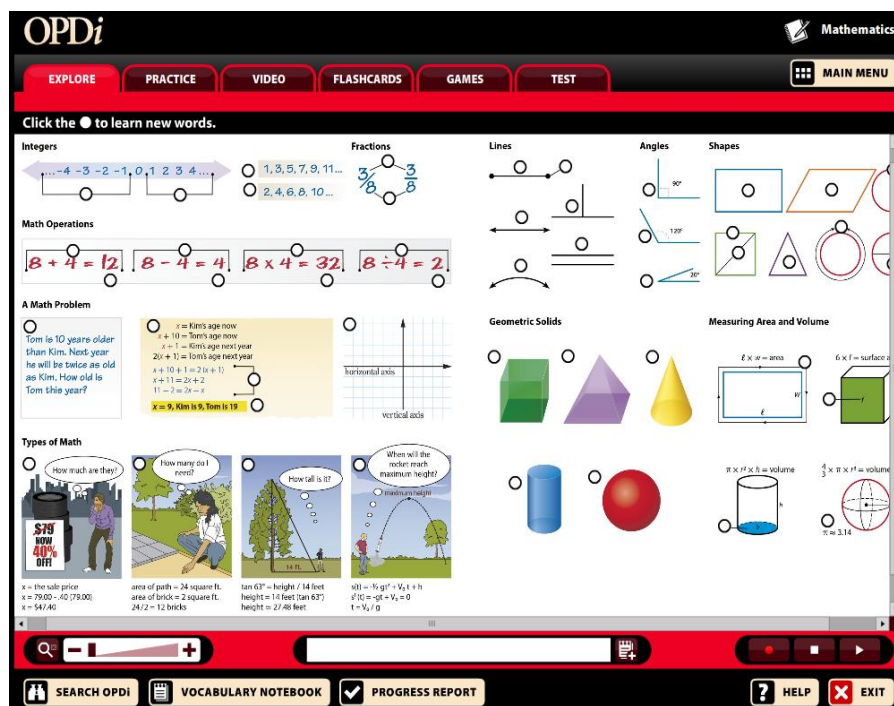 OPDi
Mathematics
EXPLORE
PRACTICE
VIDEO
FLASHCARDS
GAMES
TEST
MAIN MENU
Click the to learn new words.
Integers
....-4 -3 -2 -1, 0, 1 2 3 4....
1, 3, 5, 7, 9, 11...
2, 4, 6, 8, 10...
Fractions
3/8
3/8
Math Operations
8 + 4 = 12
8 - 4 = 4
8 x 4 = 32
8 ÷ 4 = 2
A Math Problem
Tom is 10 years older
than Kim. Next year
he will be twice as old
as Kim. How old is
Tom this year?
x = Kim's age now
x + 10 = Tom's age now
x + 1 = Kim's age next year
2(x + 1) = Tom's age next year
x + 10 + 1 = 2(x + 1)
x + 11 = 2x + 2
11 - 2 = 2x - x
x = 9, Kim is 9, Tom is 19
horizontal axis
vertical axis
Types of Math
How much are they?
$79
NOW
40%
OFF!
x = the sale price
x = 79.00 - .40 (79.00)
x = $47.40
How many do I
need?
area of path = 24 square ft.
area of brick = 2 square ft.
24/2 = 12 bricks
How tall is it?
14 ft.
tan 63° = height / 14 feet
height = 14 feet (tan 63°)
height ≃ 27.48 feet
When will the
rocket reach
maximum height?
maximum height
s(t) = -½ gt² + V₀ t + h
s¹ (t) = -gt + V₀ = 0
t = V₀ / g
Lines
Angles
90°
120°
20°
Shapes
Geometric Solids
Measuring Area and Volume
ℓ × w = area
w
ℓ
6 × f = surface a
f
π × r² × h = volume
h
4/3 × π × r³ = volume
π ≈ 3.14
SEARCH OPDi
VOCABULARY NOTEBOOK
PROGRESS REPORT
HELP
EXIT